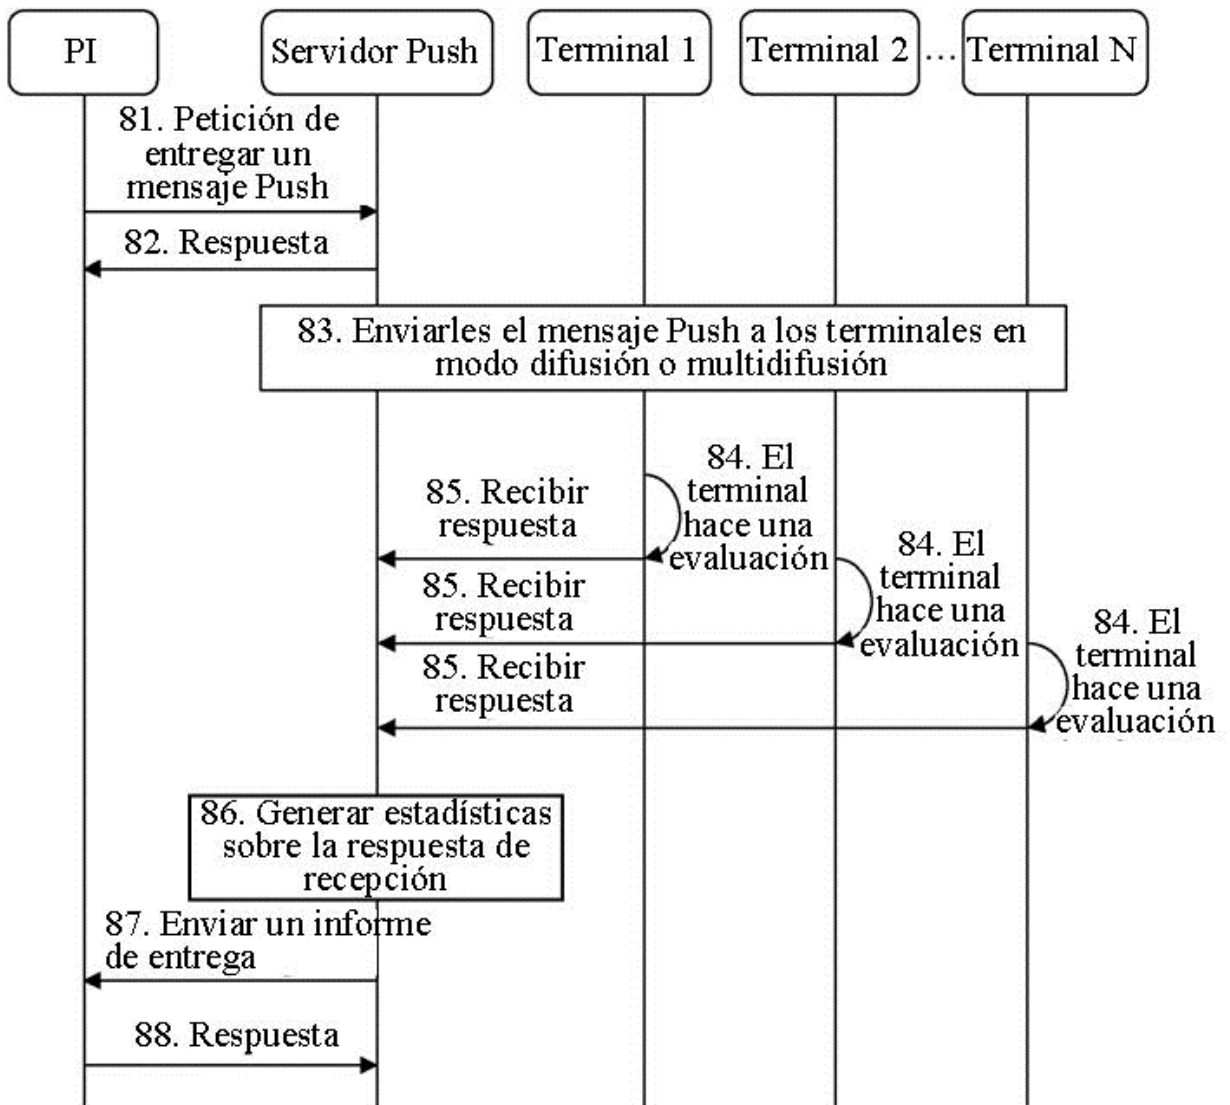 PI
Servidor Push
Terminal 1
Terminal 2
...
Terminal N
81. Petición de
entregar un
mensaje Push
82. Respuesta
83. Enviarles el mensaje Push a los terminales en
modo difusión o multidifusión
84. El
terminal
hace una
evaluación
85. Recibir
respuesta
84. El
terminal
hace una
evaluación
85. Recibir
respuesta
84. El
terminal
hace una
evaluación
85. Recibir
respuesta
86. Generar estadísticas
sobre la respuesta de
recepción
87. Enviar un informe
de entrega
88. Respuesta